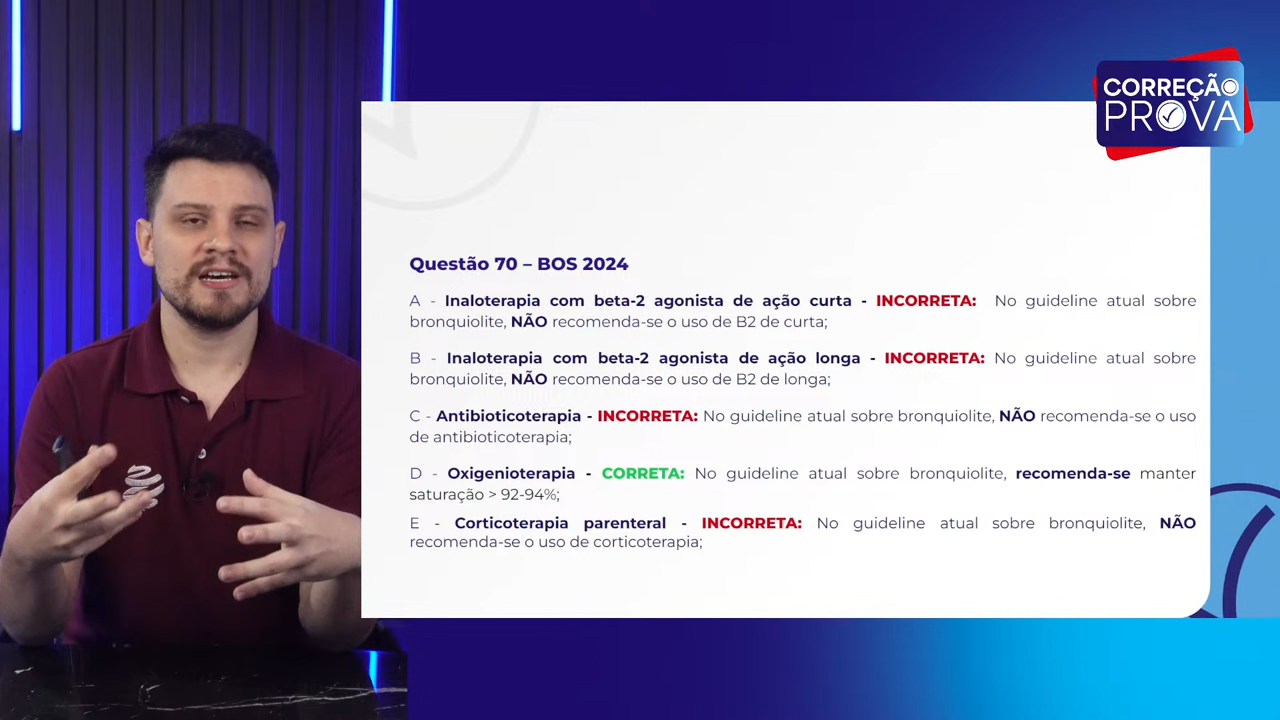 CORREÇÃO
PROVA
Questão 70 – BOS 2024
A - Inaloterapia com beta-2 agonista de ação curta - INCORRETA: No guideline atual sobre
bronquiolite, NÃO recomenda-se o uso de B2 de curta;
B - Inaloterapia com beta-2 agonista de ação longa - INCORRETA: No guideline atual sobre
bronquiolite, NÃO recomenda-se o uso de B2 de longa;
C - Antibioticoterapia - INCORRETA: No guideline atual sobre bronquiolite, NÃO recomenda-se o uso
de antibioticoterapia;
D - Oxigenioterapia - CORRETA: No guideline atual sobre bronquiolite, recomenda-se manter
saturação > 92-94%;
E - Corticoterapia parenteral - INCORRETA: No guideline atual sobre bronquiolite, NÃO
recomenda-se o uso de corticoterapia;